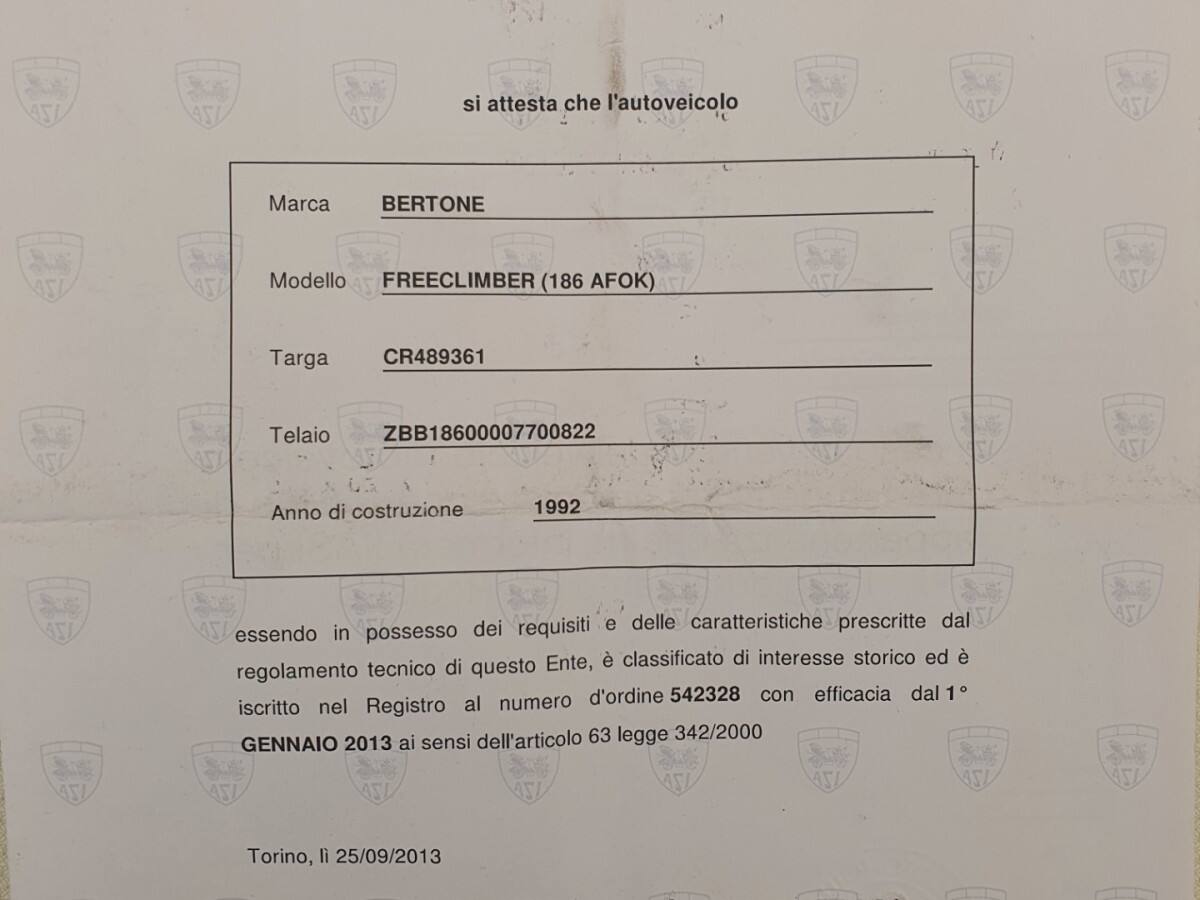 si attesta che l'autoveicolo
Marca BERTONE
Modello FREECLIMBER (186 AFOK)
Targa CR489361
Telaio ZBB18600007700822
Anno di costruzione 1992
essendo in possesso dei requisiti e delle caratteristiche prescritte dal
regolamento tecnico di questo Ente, è classificato di interesse storico ed è
iscritto nel Registro al numero d'ordine 542328 con efficacia dal 1°
GENNAIO 2013 ai sensi dell'articolo 63 legge 342/2000
Torino, lì 25/09/2013